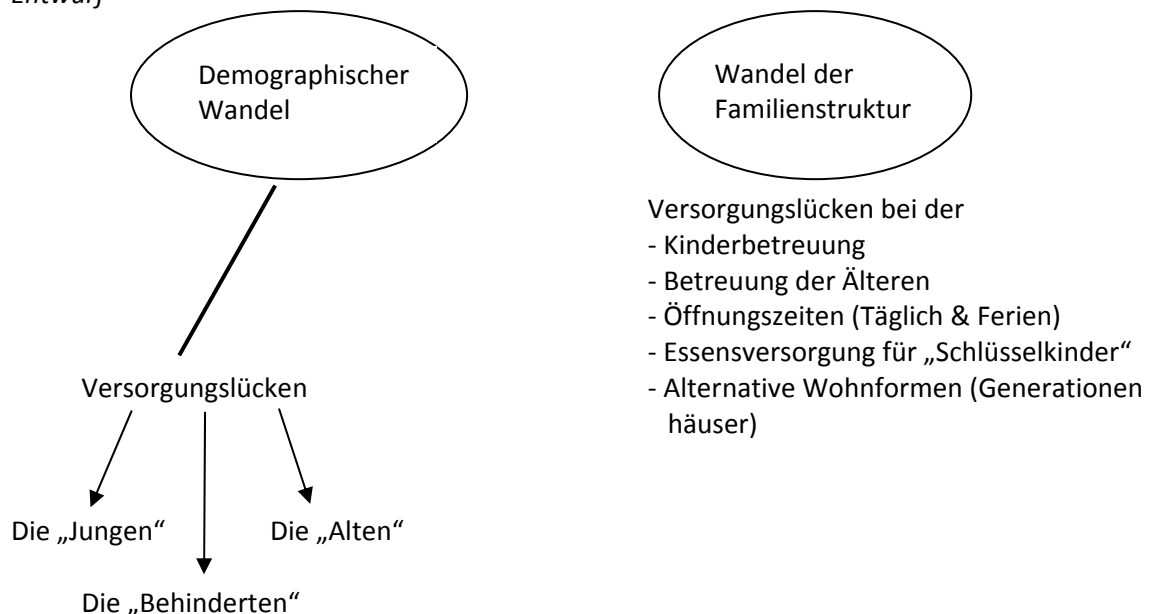 Entwurf
Demographischer
Wandel
Wandel der
Familienstruktur
Versorgungslücken bei der
- Kinderbetreuung
- Betreuung der Älteren
- Öffnungszeiten (Täglich & Ferien)
- Essensversorgung für „Schlüsselkinder“
- Alternative Wohnformen (Generationen
häuser)
Versorgungslücken
Die „Jungen“
Die „Alten“
Die „Behinderten“